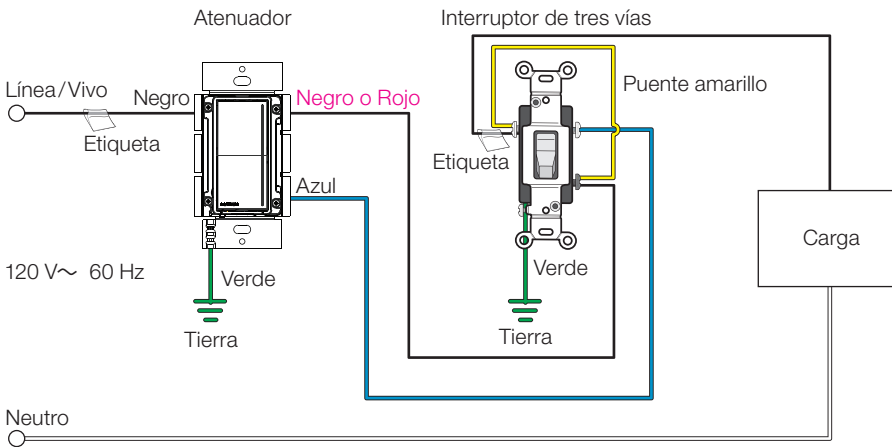 Atenuador
Interruptor de tres vías
Línea/Vivo
Negro
Negro o Rojo
Puente amarillo
Etiqueta
Etiqueta
Azul
Carga
120 V~ 60 Hz
Verde
Verde
Tierra
Tierra
Neutro